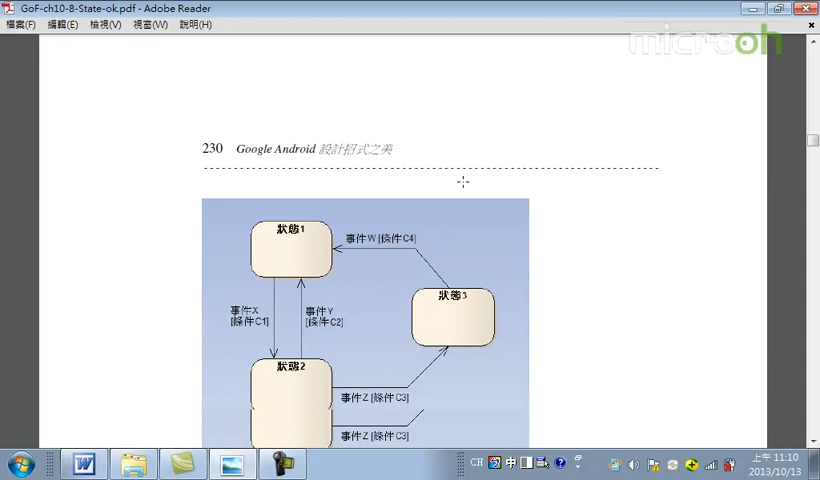 GoF-ch10-8-State-ok.pdf - Adobe Reader
檔案(F) 編輯(E) 檢視(V) 視窗(W) 說明(H)
microoh
230 Google Android 設計招式之美
狀態1
事件W [條件C4]
狀態3
事件X
[條件C1]
事件Y
[條件C2]
狀態2
事件Z [條件C3]
事件Z [條件C3]
CH 中
上午 11:10
2013/10/13